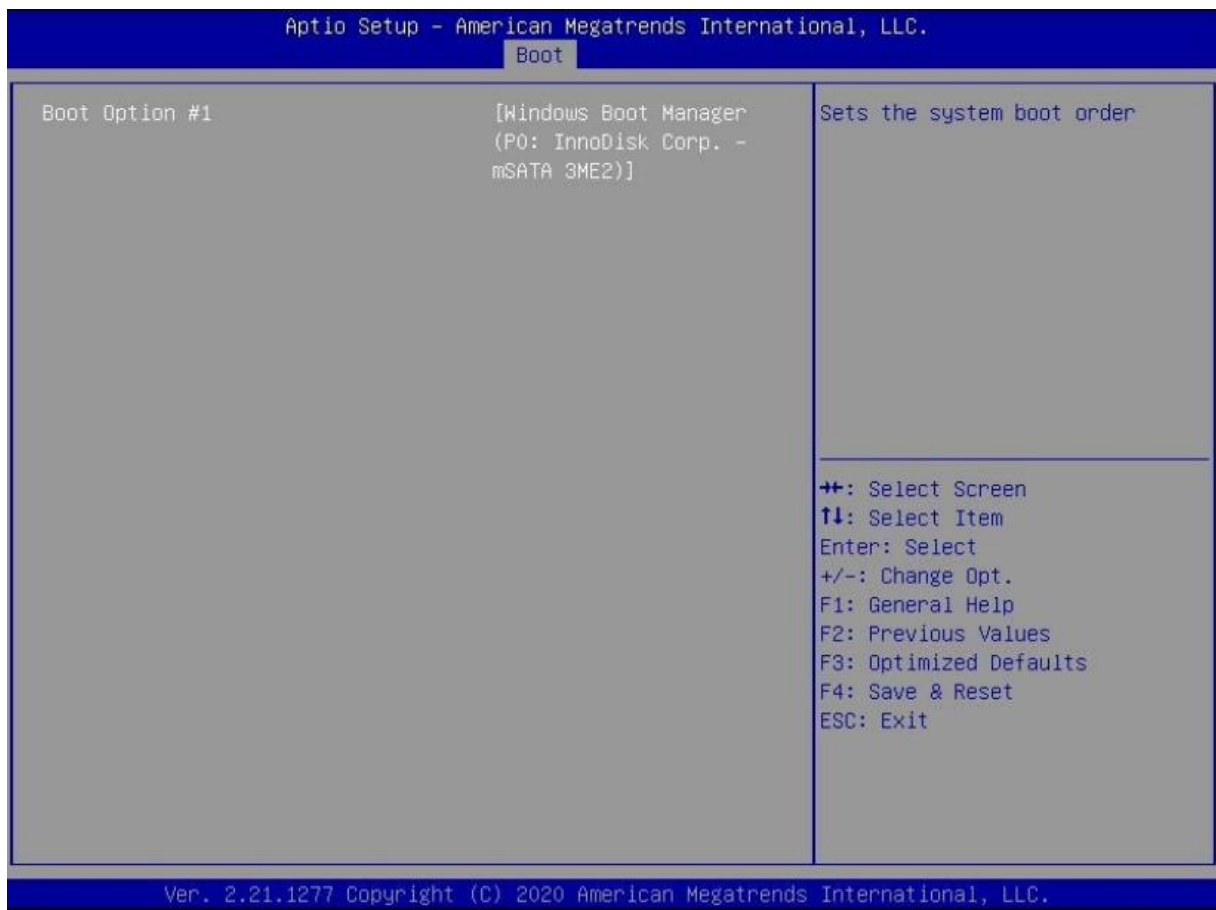 Aptio Setup – American Megatrends International, LLC.
Boot
Boot Option #1
[Windows Boot Manager
(P0: InnoDisk Corp. –
mSATA 3ME2)]
Sets the system boot order
→←: Select Screen
↑↓: Select Item
Enter: Select
+/-: Change Opt.
F1: General Help
F2: Previous Values
F3: Optimized Defaults
F4: Save & Reset
ESC: Exit
Ver. 2.21.1277 Copyright (C) 2020 American Megatrends International, LLC.